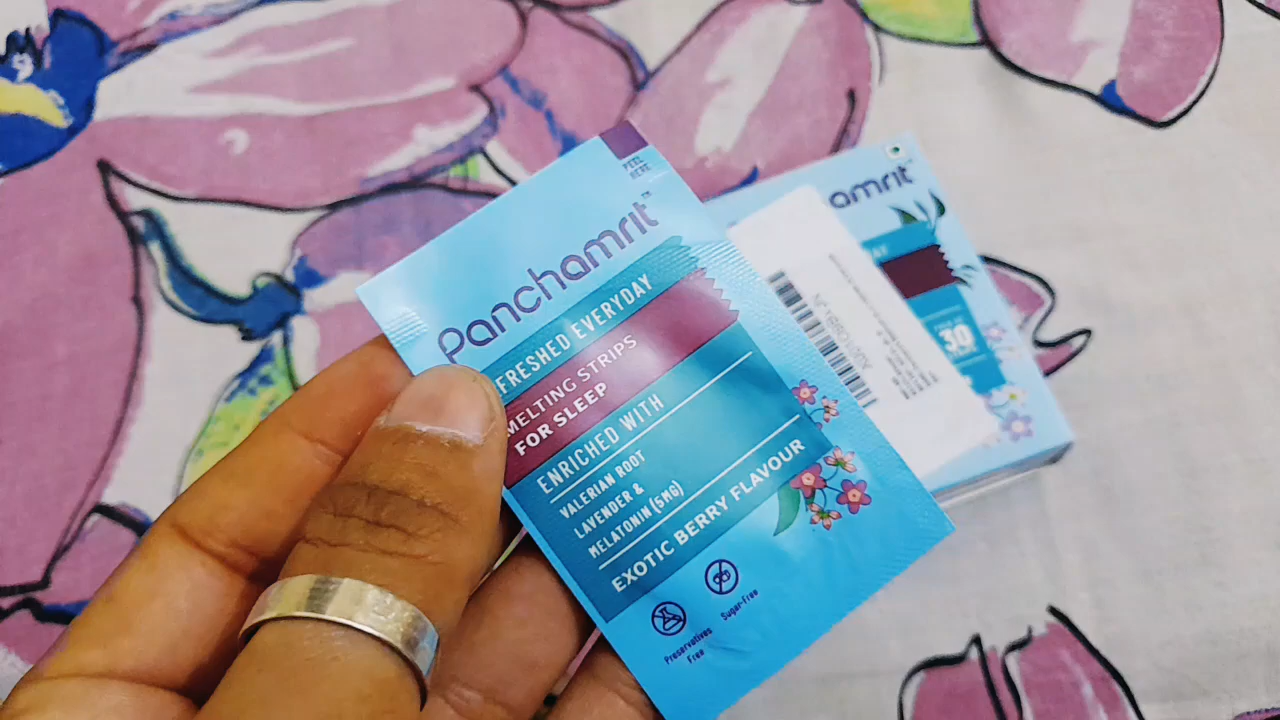 PEEL
HERE
Panchamrit™
FRESHED EVERYDAY
MELTING STRIPS
FOR SLEEP
ENRICHED WITH
VALERIAN ROOT
LAVENDER &
MELATONIN (5MG)
EXOTIC BERRY FLAVOUR
Preservatives
Free
Sugar-Free
amrit
30